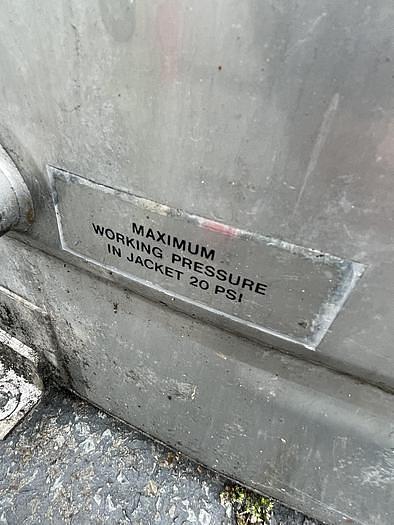 MAXIMUM
WORKING PRESSURE
IN JACKET 20 PSI